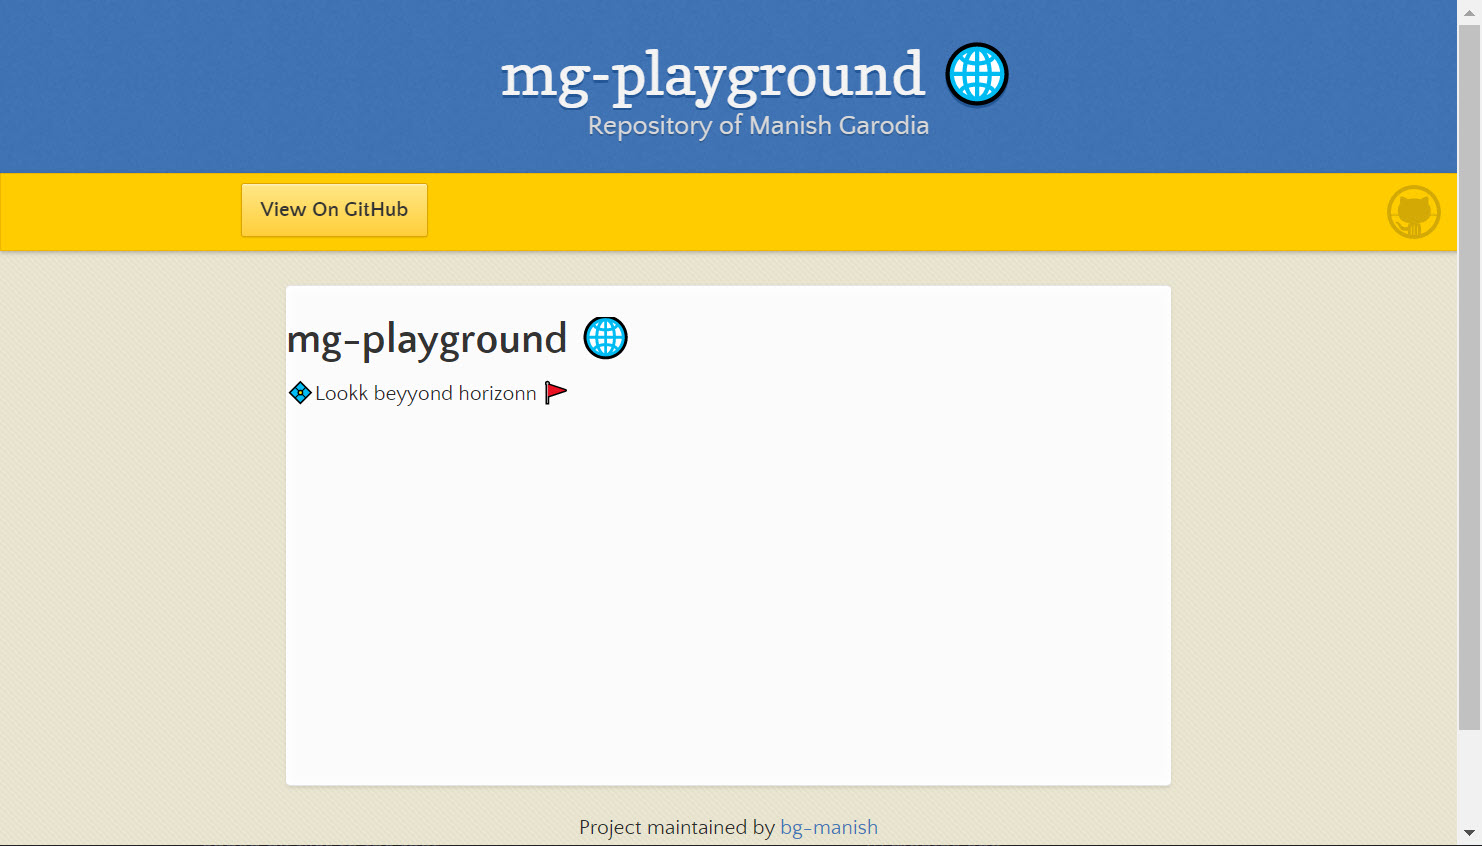 mg-playground 🌐
Repository of Manish Garodia
View On GitHub
mg-playground 🌐
💠Lookk beyyond horizonn 🚩
Project maintained by bg-manish